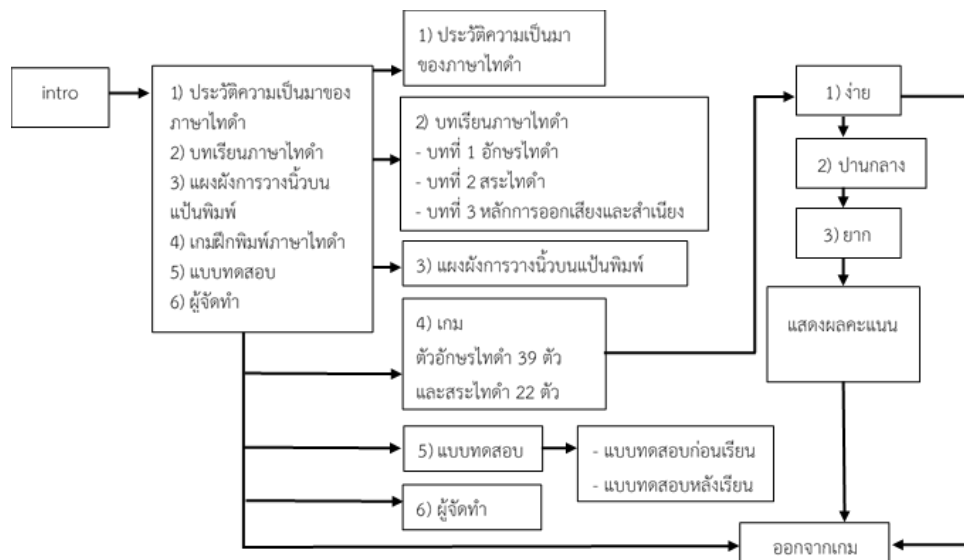 intro
1) ประวัติความเป็นมาของ
ภาษาไทดำ
2) บทเรียนภาษาไทดำ
3) แผงผังการวางนิ้วบน
แป้นพิมพ์
4) เกมฝึกพิมพ์ภาษาไทดำ
5) แบบทดสอบ
6) ผู้จัดทำ
1) ประวัติความเป็นมา
ของภาษาไทดำ
2) บทเรียนภาษาไทดำ
- บทที่ 1 อักษรไทดำ
- บทที่ 2 สระไทดำ
- บทที่ 3 หลักการออกเสียงและสำเนียง
3) แผงผังการวางนิ้วบนแป้นพิมพ์
4) เกม
ตัวอักษรไทดำ 39 ตัว
และสระไทดำ 22 ตัว
5) แบบทดสอบ
- แบบทดสอบก่อนเรียน
- แบบทดสอบหลังเรียน
6) ผู้จัดทำ
1) ง่าย
2) ปานกลาง
3) ยาก
แสดงผลคะแนน
ออกจากเกม